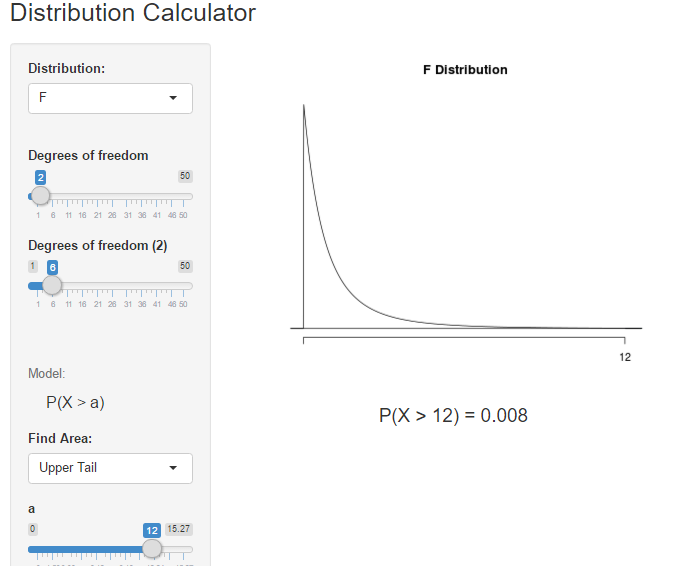 Distribution Calculator
Distribution:
F
Degrees of freedom
2 50
1 6 11 16 21 26 31 36 41 46 50
Degrees of freedom (2)
1 6 50
1 6 11 16 21 26 31 36 41 46 50
Model:
P(X > a)
Find Area:
Upper Tail
a
0 12 15.27
F Distribution
12
P(X > 12) = 0.008